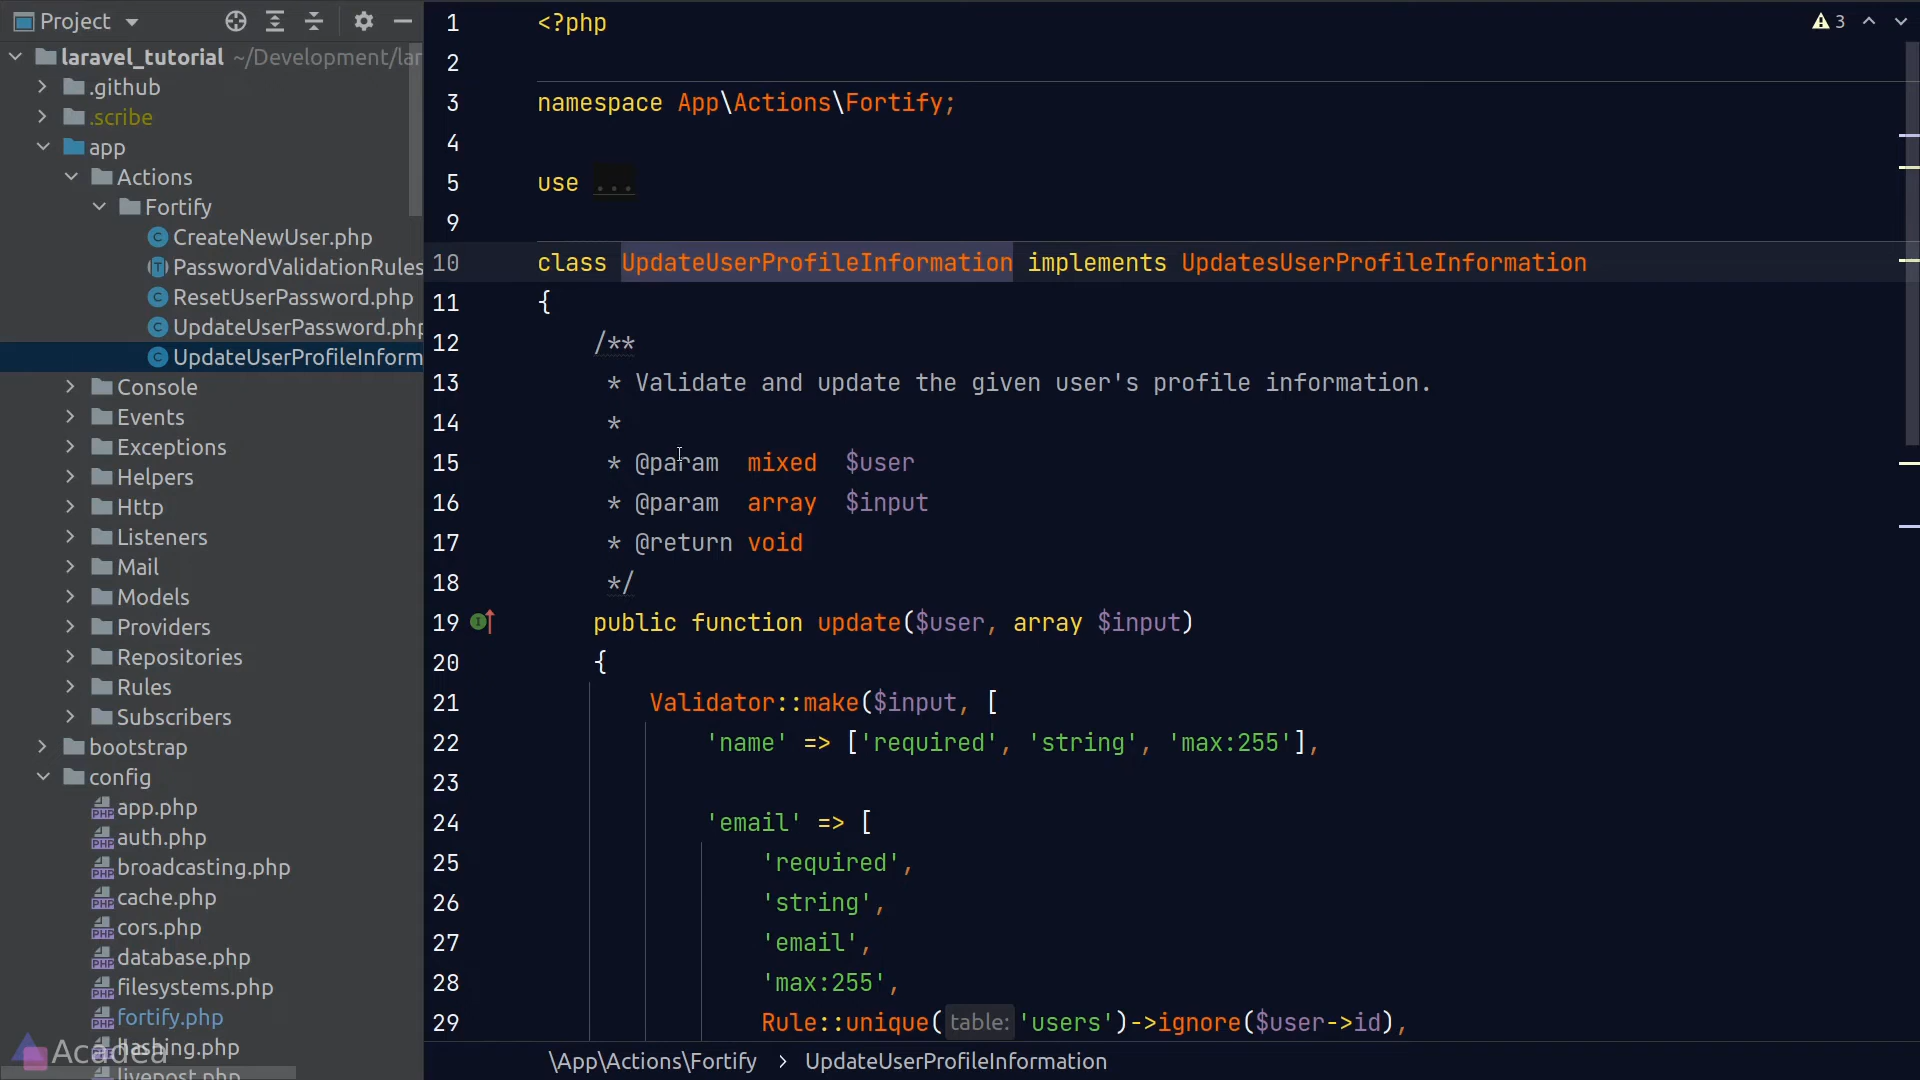 Project
laravel_tutorial ~/Development/lar
.github
.scribe
app
Actions
Fortify
CreateNewUser.php
PasswordValidationRules
ResetUserPassword.php
UpdateUserPassword.php
UpdateUserProfileInform
Console
Events
Exceptions
Helpers
Http
Listeners
Mail
Models
Providers
Repositories
Rules
Subscribers
bootstrap
config
app.php
auth.php
broadcasting.php
cache.php
cors.php
database.php
filesystems.php
fortify.php
hashing.php
livepost.php
Acadea
3
1 <?php
2
3 namespace App\Actions\Fortify;
4
5 use ...
9
10 class UpdateUserProfileInformation implements UpdatesUserProfileInformation
11 {
12 /**
13 * Validate and update the given user's profile information.
14 *
15 * @param mixed $user
16 * @param array $input
17 * @return void
18 */
19 public function update($user, array $input)
20 {
21 Validator::make($input, [
22 'name' => ['required', 'string', 'max:255'],
23
24 'email' => [
25 'required',
26 'string',
27 'email',
28 'max:255',
29 Rule::unique( table: 'users')->ignore($user->id),
\App\Actions\Fortify > UpdateUserProfileInformation